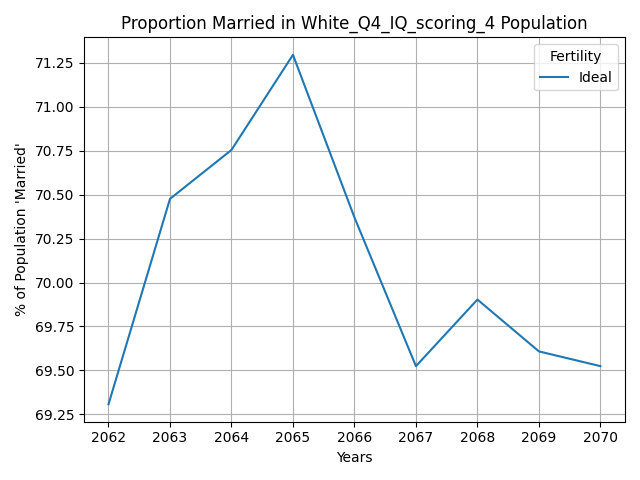 Proportion Married in White_Q4_IQ_scoring_4 Population
Fertility
Ideal
% of Population 'Married'
71.25
71.00
70.75
70.50
70.25
70.00
69.75
69.50
69.25
2062 2063 2064 2065 2066 2067 2068 2069 2070
Years